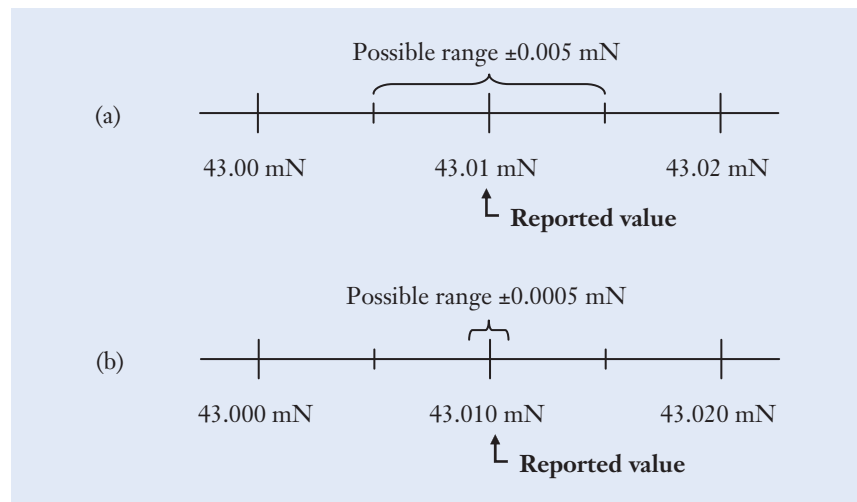 Possible range ±0.005 mN
(a)
43.00 mN 43.01 mN 43.02 mN
Reported value
Possible range ±0.0005 mN
(b)
43.000 mN 43.010 mN 43.020 mN
Reported value